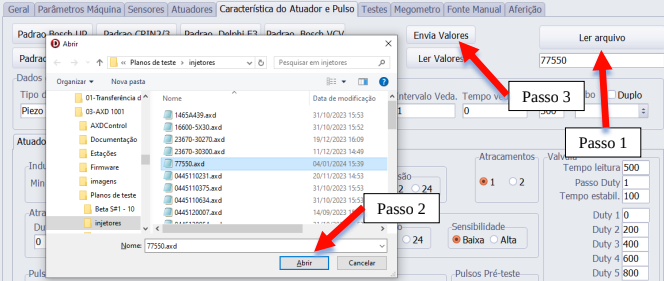 Geral Parâmetros Máquina Sensores Atuadores Característica do Atuador e Pulso Testes Megometro Fonte Manual Aferição
Padrao Bosch UP Padrao CRIN2/3 Padrao Delphi E3 Padrao Bosch VCV Envia Valores Ler arquivo
Abrir
Ler Valores 77550
« Planos de teste > injetores Pesquisar em injetores
Organizar Nova pasta
Dados
Passo 3
Tipo d Intervalo Veda. Tempo Duplo
Piezo 1 0 500
Nome Data de modificação
01-Transferência d
03-AXD 1001
AXDControl
Documentação
Estações
Firmware
imagens
Planos de teste
Beta S#1 - 10
injetores
1465A439.axd 31/10/2023 15:53
16600-5X30.axd 31/10/2023 15:52
23670-30270.axd 19/12/2023 16:09
23670-30300.axd 11/12/2023 14:49
77550.axd 04/01/2024 15:39
0445110231.axd 20/11/2023 14:53
0445110375.axd 31/10/2023 15:53
0445110634.axd 31/10/2023 15:53
0445120007.axd 14/09/2023
Passo 1
Passo 2
Atuado
Indu
Min
Atra
Du
0
Atracamentos
1 2
2 24
24
Sensibilidade
Baixa Alta
Valvula
Tempo leitura 500
Passo Duty 1
Tempo estabil. 100
Duty 1 0
Duty 2 200
Duty 3 400
Duty 4 600
Duty 5 800
Nome: 77550.axd
Abrir Cancelar
Pulso Pulsos Pré-teste